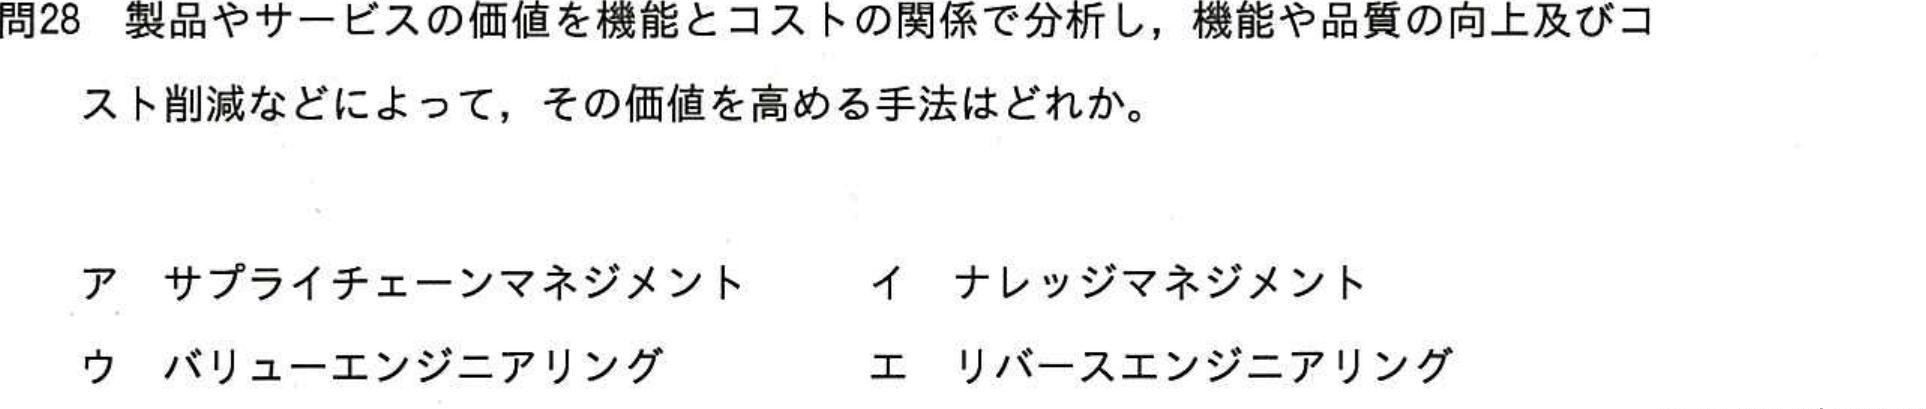 問28　製品やサービスの価値を機能とコストの関係で分析し，機能や品質の向上及びコ
スト削減などによって，その価値を高める手法はどれか。
ア　サプライチェーンマネジメント　　　イ　ナレッジマネジメント
ウ　バリューエンジニアリング　　　エ　リバースエンジニアリング